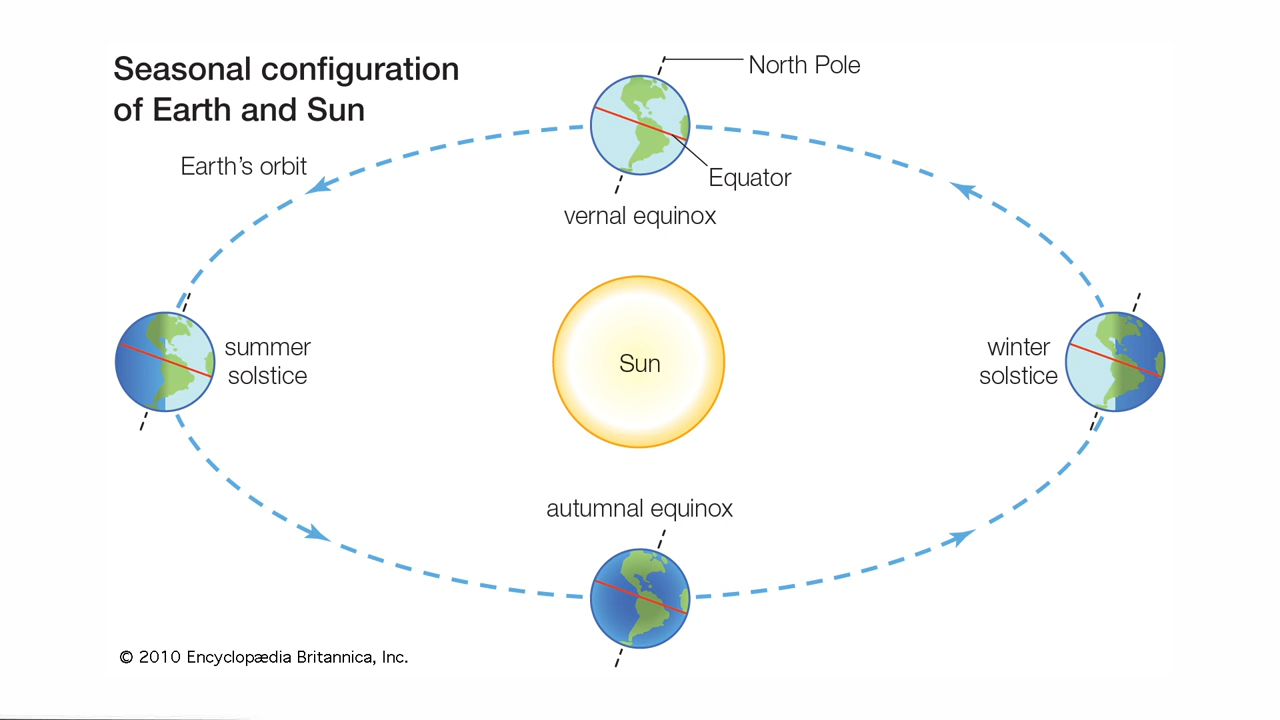 Seasonal configuration
of Earth and Sun
North Pole
Earth’s orbit
Equator
vernal equinox
summer
solstice
Sun
winter
solstice
autumnal equinox
© 2010 Encyclopædia Britannica, Inc.